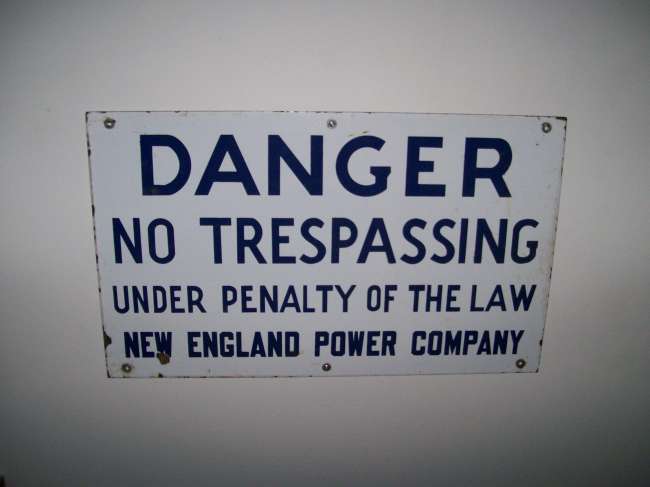 DANGER
NO TRESPASSING
UNDER PENALTY OF THE LAW
NEW ENGLAND POWER COMPANY